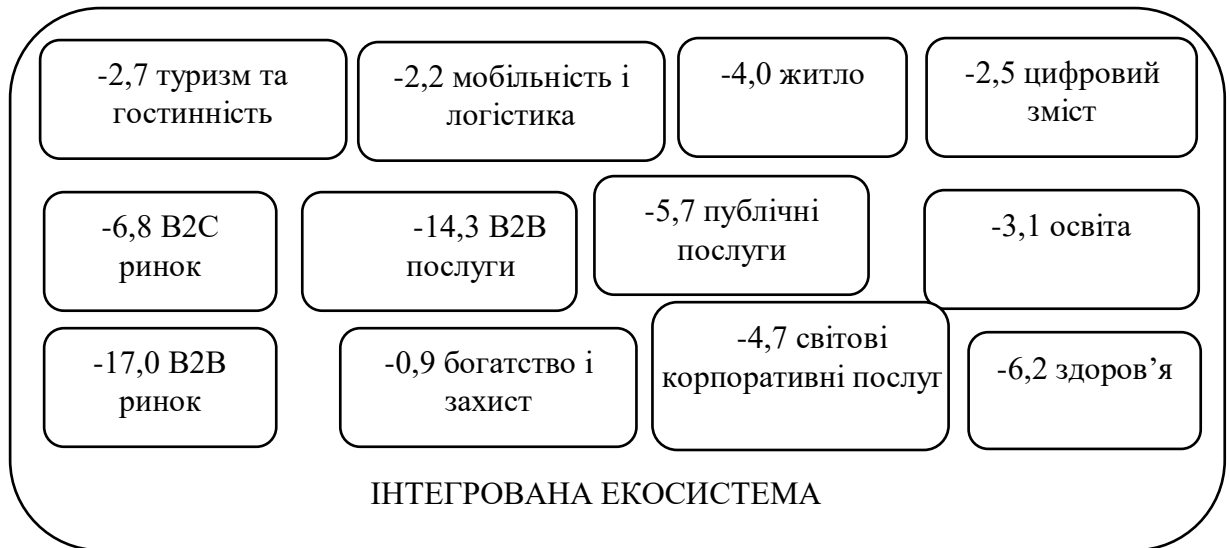 -2,7 туризм та
гостинність
-2,2 мобільність і
логістика
-4,0 житло
-2,5 цифровий
зміст
-6,8 B2C
ринок
-14,3 B2B
послуги
-5,7 публічні
послуги
-3,1 освіта
-17,0 B2B
ринок
-0,9 богатство і
захист
-4,7 світові
корпоративні послуг
-6,2 здоров’я
ІНТЕГРОВАНА ЕКОСИСТЕМА